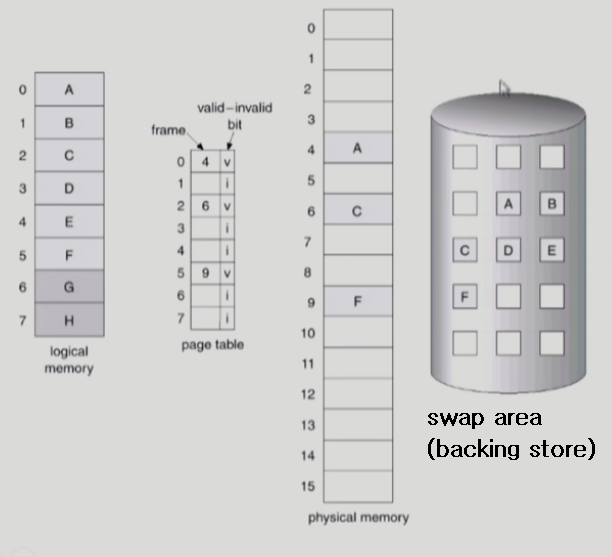 0 A
1 B
2 C
3 D
4 E
5 F
6 G
7 H
logical
memory
valid–invalid
bit
frame
0 4 v
1 i
2 6 v
3 i
4 i
5 9 v
6 i
7 i
page table
0
1
2
3
4 A
5
6 C
7
8
9 F
10
11
12
13
14
15
physical memory
A B
C D E
F
swap area
(backing store)